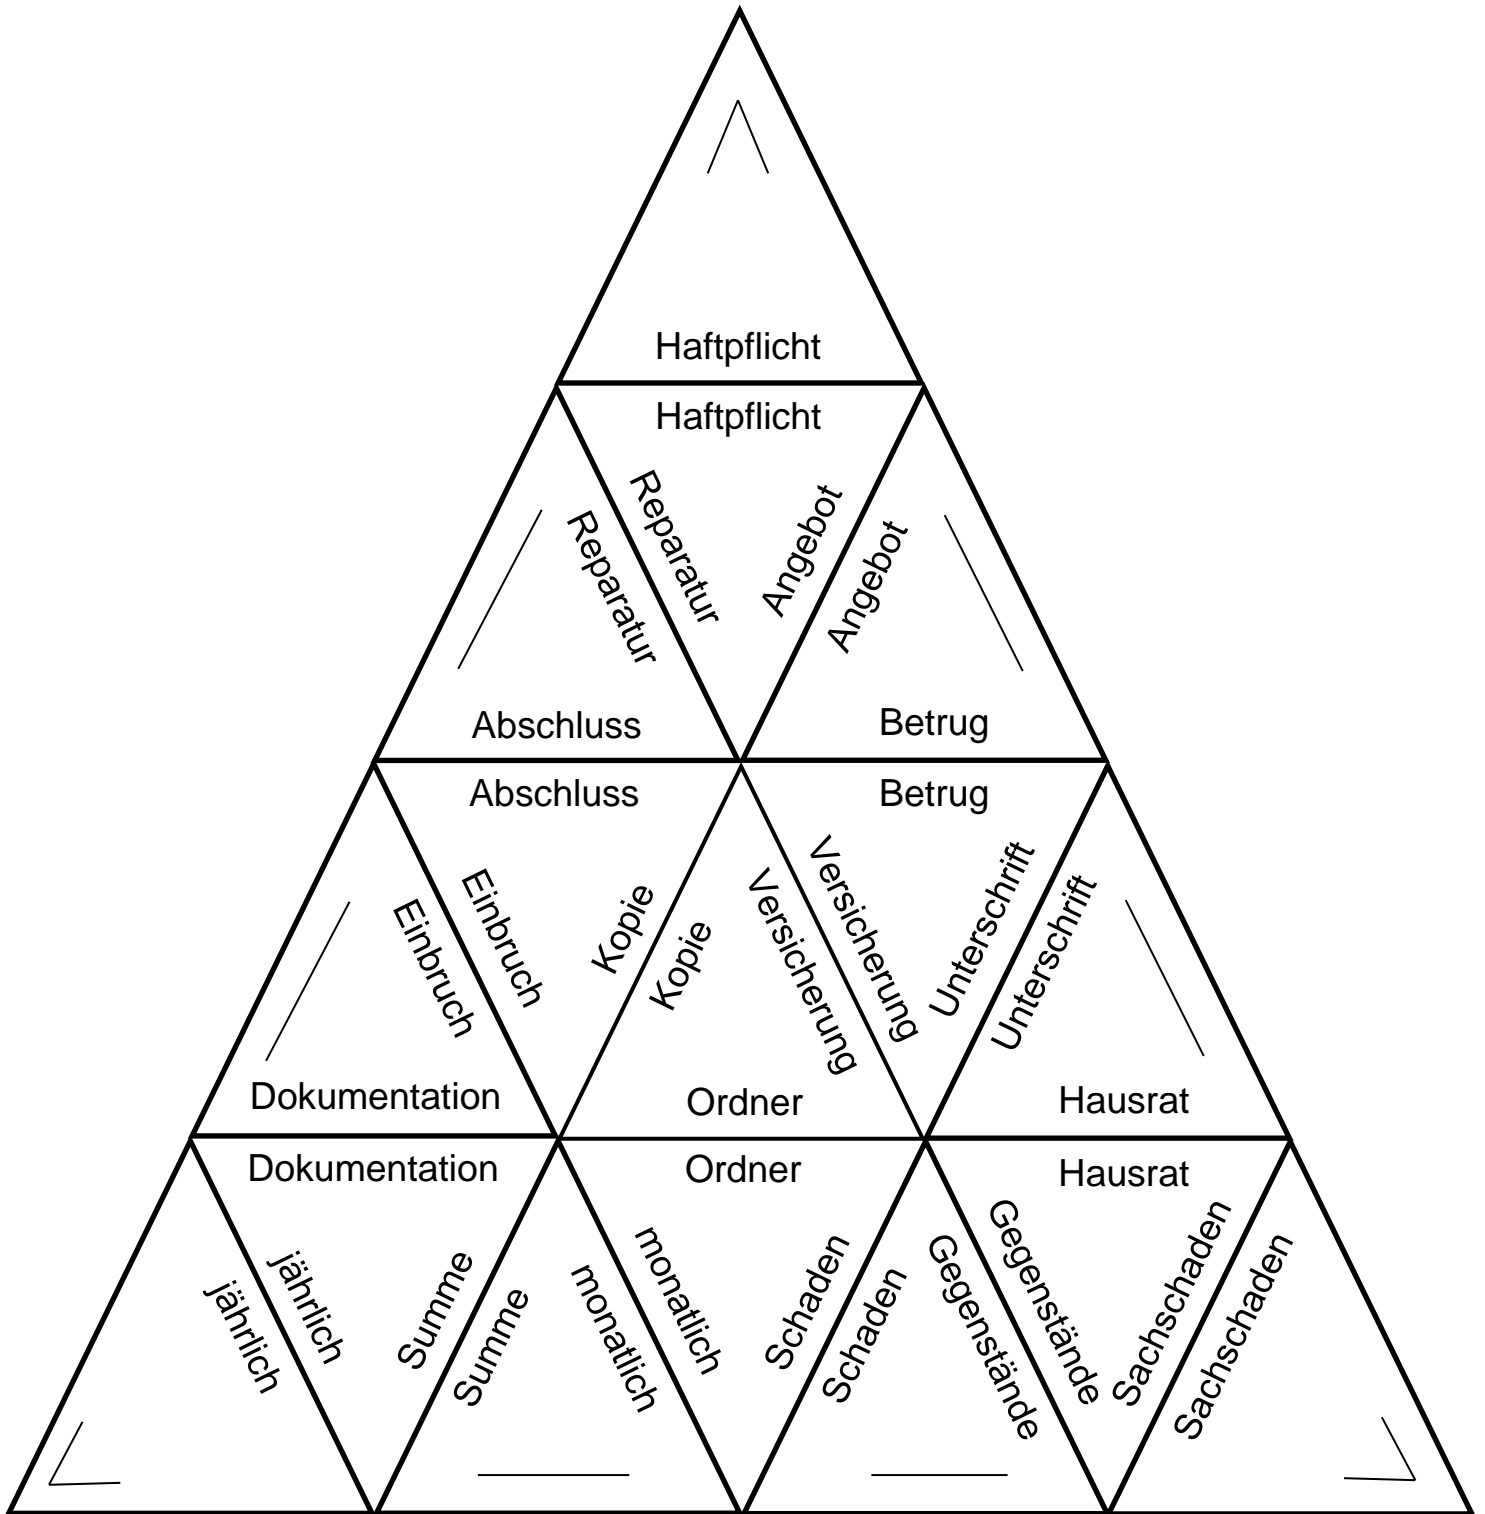 Haftpflicht
Haftpflicht
Reparatur
Reparatur
Angebot
Angebot
Abschluss
Betrug
Abschluss
Betrug
Einbruch
Einbruch
Kopie
Kopie
Versicherung
Versicherung
Unterschrift
Unterschrift
Dokumentation
Ordner
Hausrat
Dokumentation
Ordner
Hausrat
jährlich
jährlich
Summe
Summe
monatlich
monatlich
Schaden
Schaden
Gegenstände
Gegenstände
Sachschaden
Sachschaden